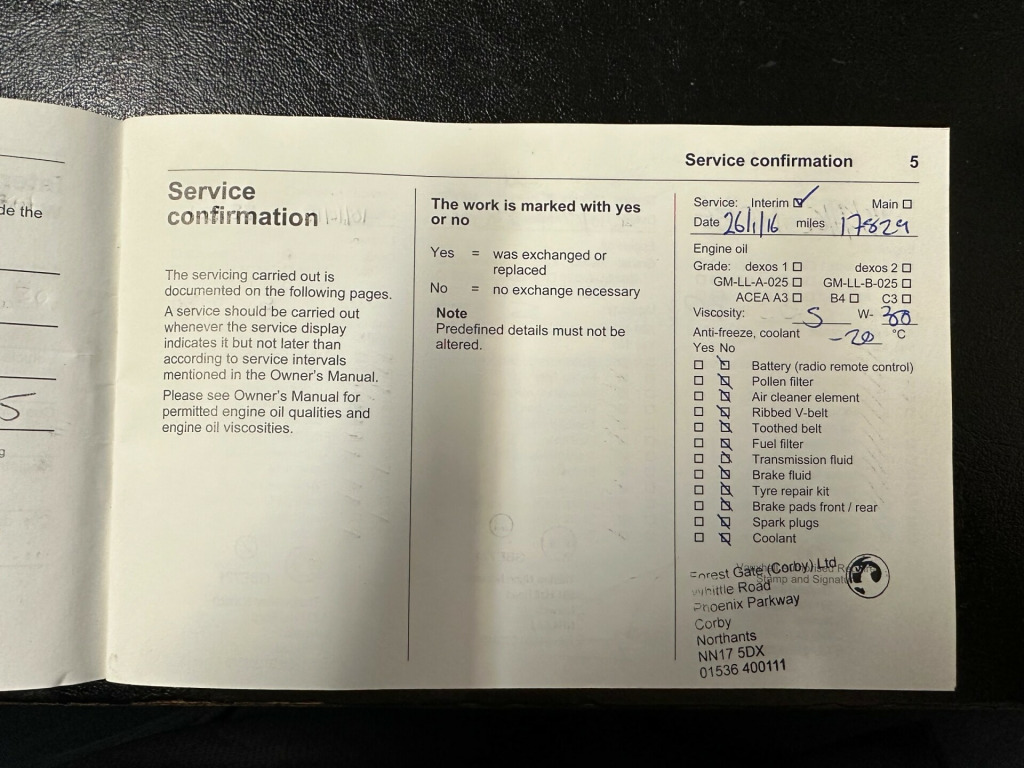 de the
5
Service confirmation 5
Service
confirmation
The servicing carried out is
documented on the following pages.
A service should be carried out
whenever the service display
indicates it but not later than
according to service intervals
mentioned in the Owner's Manual.
Please see Owner's Manual for
permitted engine oil qualities and
engine oil viscosities.
The work is marked with yes
or no
Yes = was exchanged or
replaced
No = no exchange necessary
Note
Predefined details must not be
altered.
Service: Interim Main
Date 26/1/16 miles 17829
Engine oil
Grade: dexos 1 dexos 2
GM-LL-A-025 GM-LL-B-025
ACEA A3 B4 C3
Viscosity: 5 W- 30
Anti-freeze, coolant -20 °C
Yes No
Battery (radio remote control)
Pollen filter
Air cleaner element
Ribbed V-belt
Toothed belt
Fuel filter
Transmission fluid
Brake fluid
Tyre repair kit
Brake pads front / rear
Spark plugs
Coolant
Stamp and
Forest Gate (Corby) Ltd
Whittle Road
Phoenix Parkway
Corby
Northants
NN17 5DX
01536 400111